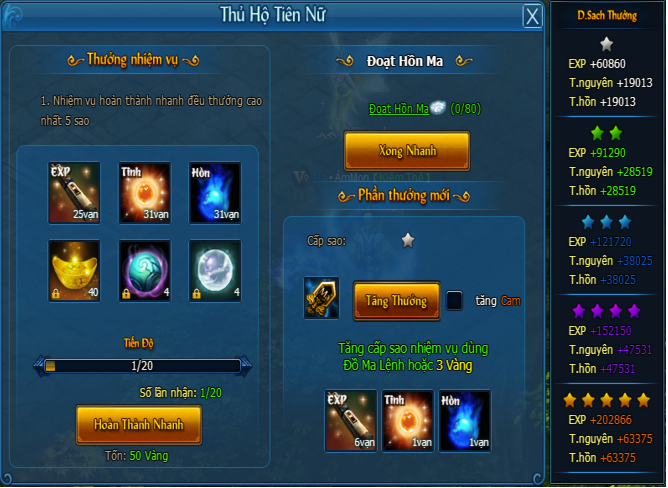 Thủ Hộ Tiên Nữ
X
Thưởng nhiệm vụ
1. Nhiệm vụ hoàn thành nhanh đều thưởng cao
nhất 5 sao
EXP
25vạn
Tinh
31vạn
Hồn
31vạn
40
4
4
Tiến Độ
1/20
Số lần nhận: 1/20
Hoàn Thành Nhanh
Tốn: 50 Vàng
Đoạt Hồn Ma
Đoạt Hồn Ma (0/80)
Xong Nhanh
Phần thưởng mới
Cấp sao:
Tăng Thưởng
tăng Cam
Tăng cấp sao nhiệm vụ dùng
Đồ Ma Lệnh hoặc 3 Vàng
EXP
6vạn
Tinh
1vạn
Hồn
1vạn
D.Sach Thưởng
EXP +60860
T.nguyên +19013
T.hồn +19013
EXP +91290
T.nguyên +28519
T.hồn +28519
EXP +121720
T.nguyên +38025
T.hồn +38025
EXP +152150
T.nguyên +47531
T.hồn +47531
EXP +202866
T.nguyên +63375
T.hồn +63375